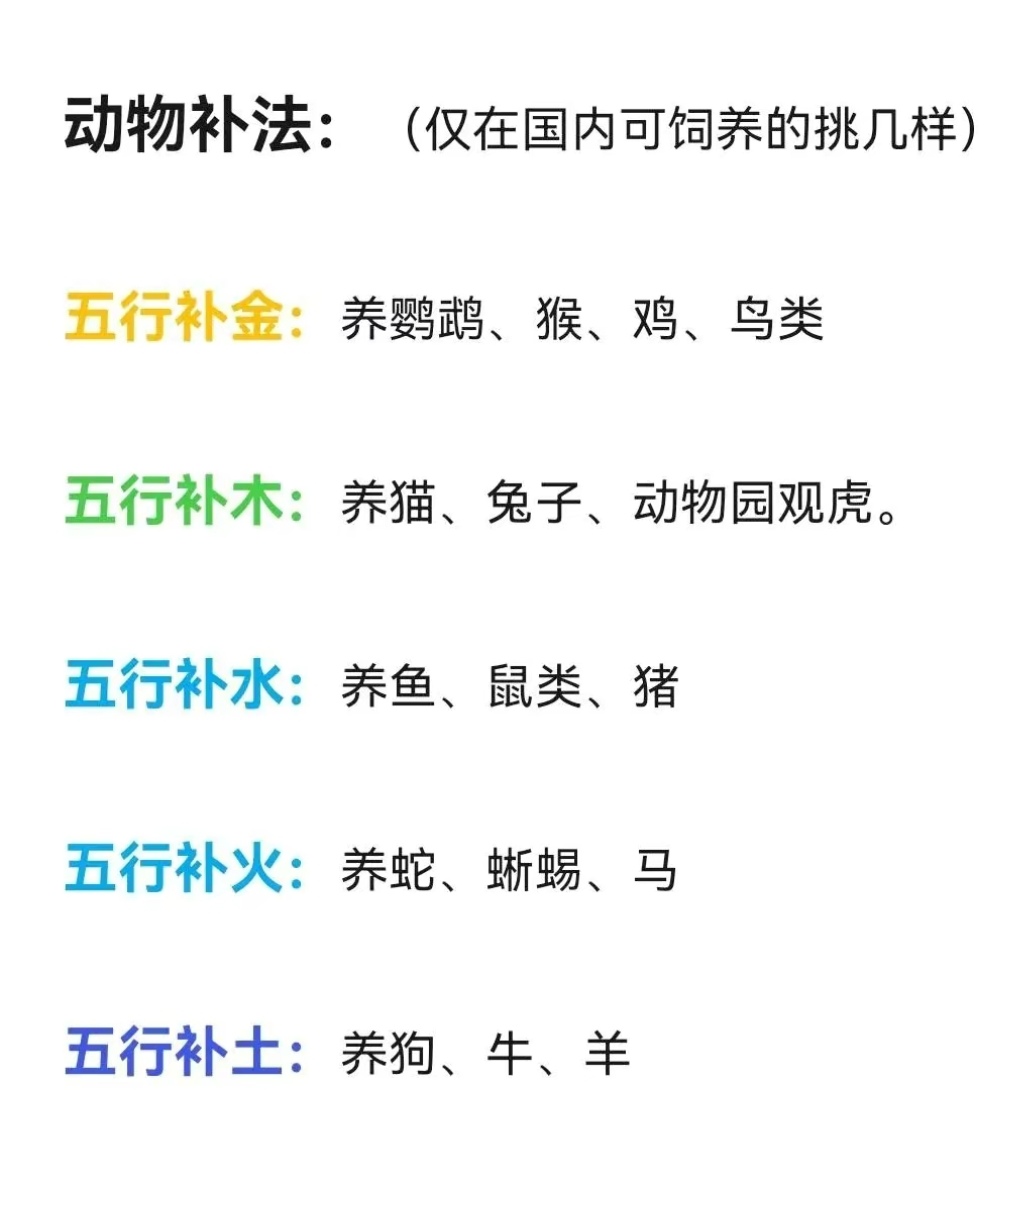 动物补法：（仅在国内可饲养的挑几样）
五行补金：养鹦鹉、猴、鸡、鸟类
五行补木：养猫、兔子、动物园观虎。
五行补水：养鱼、鼠类、猪
五行补火：养蛇、蜥蜴、马
五行补土：养狗、牛、羊